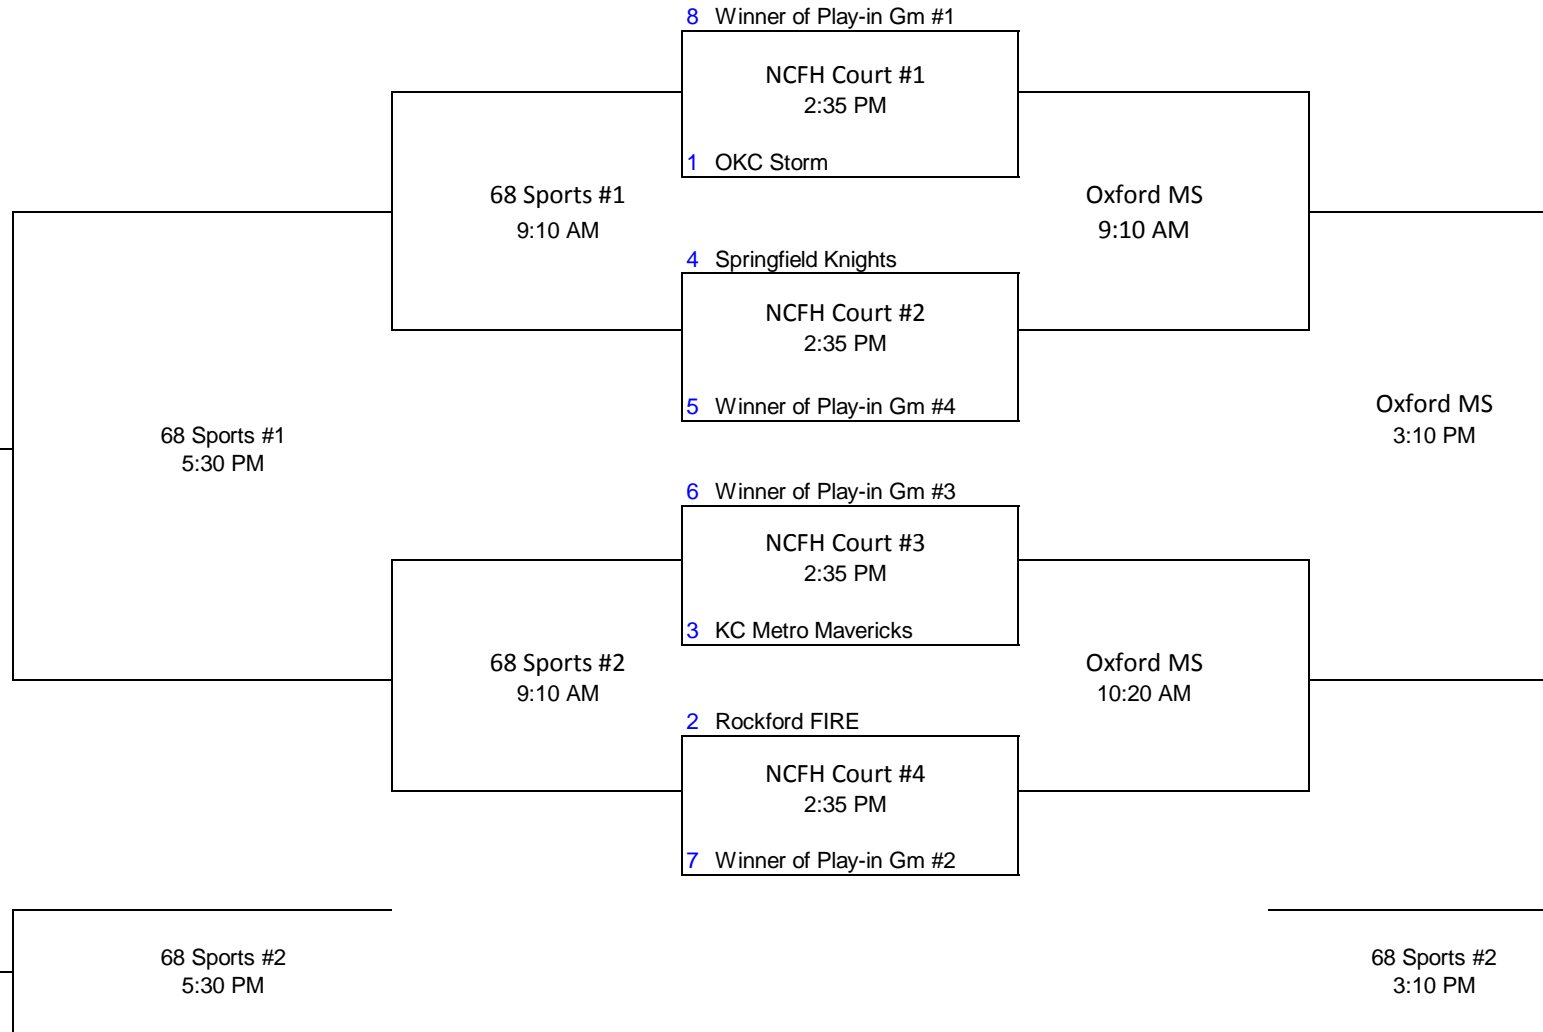 8 Winner of Play-in Gm #1
NCFH Court #1
2:35 PM
1 OKC Storm
68 Sports #1
9:10 AM
Oxford MS
9:10 AM
4 Springfield Knights
NCFH Court #2
2:35 PM
5 Winner of Play-in Gm #4
68 Sports #1
5:30 PM
Oxford MS
3:10 PM
6 Winner of Play-in Gm #3
NCFH Court #3
2:35 PM
3 KC Metro Mavericks
68 Sports #2
9:10 AM
Oxford MS
10:20 AM
2 Rockford FIRE
NCFH Court #4
2:35 PM
7 Winner of Play-in Gm #2
68 Sports #2
5:30 PM
68 Sports #2
3:10 PM